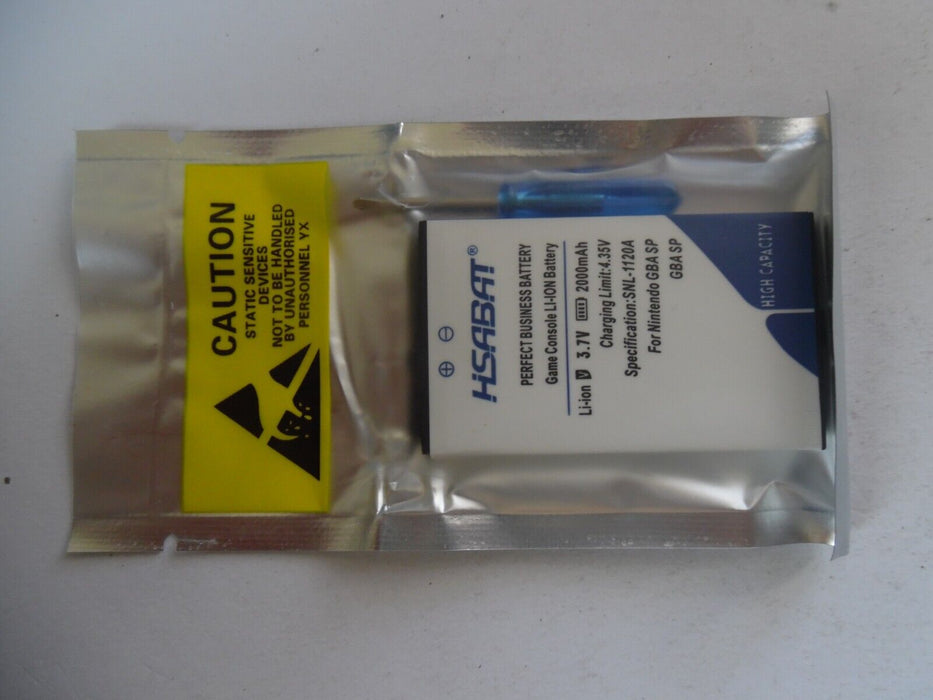 CAUTION
STATIC SENSITIVE
DEVICES
NOT TO BE HANDLED
BY UNAUTHORISED
PERSONNEL YX
⊕ ⊖
HSABAT®
PERFECT BUSINESS BATTERY
Game Console LI-ION Battery
Li-ion 3.7V 2000mAh
Charging Limit:4.35V
Specification:SNL-1120A
For Nintendo GBA SP
GBA SP
HIGH CAPACITY